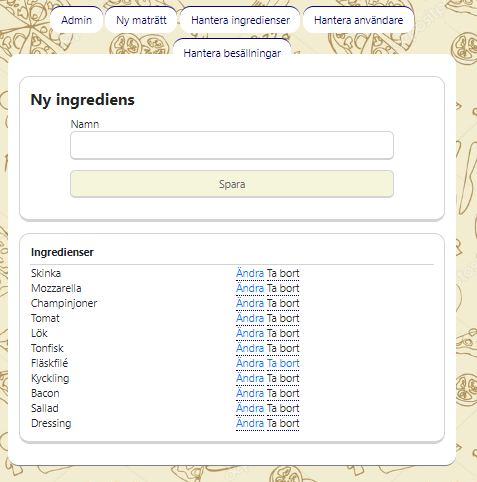 Admin Ny maträtt Hantera ingredienser Hantera användare
Hantera besällningar
Ny ingrediens
Namn
Spara
Ingredienser
Skinka Ändra Ta bort
Mozzarella Ändra Ta bort
Champinjoner Ändra Ta bort
Tomat Ändra Ta bort
Lök Ändra Ta bort
Tonfisk Ändra Ta bort
Fläskfilé Ändra Ta bort
Kyckling Ändra Ta bort
Bacon Ändra Ta bort
Sallad Ändra Ta bort
Dressing Ändra Ta bort